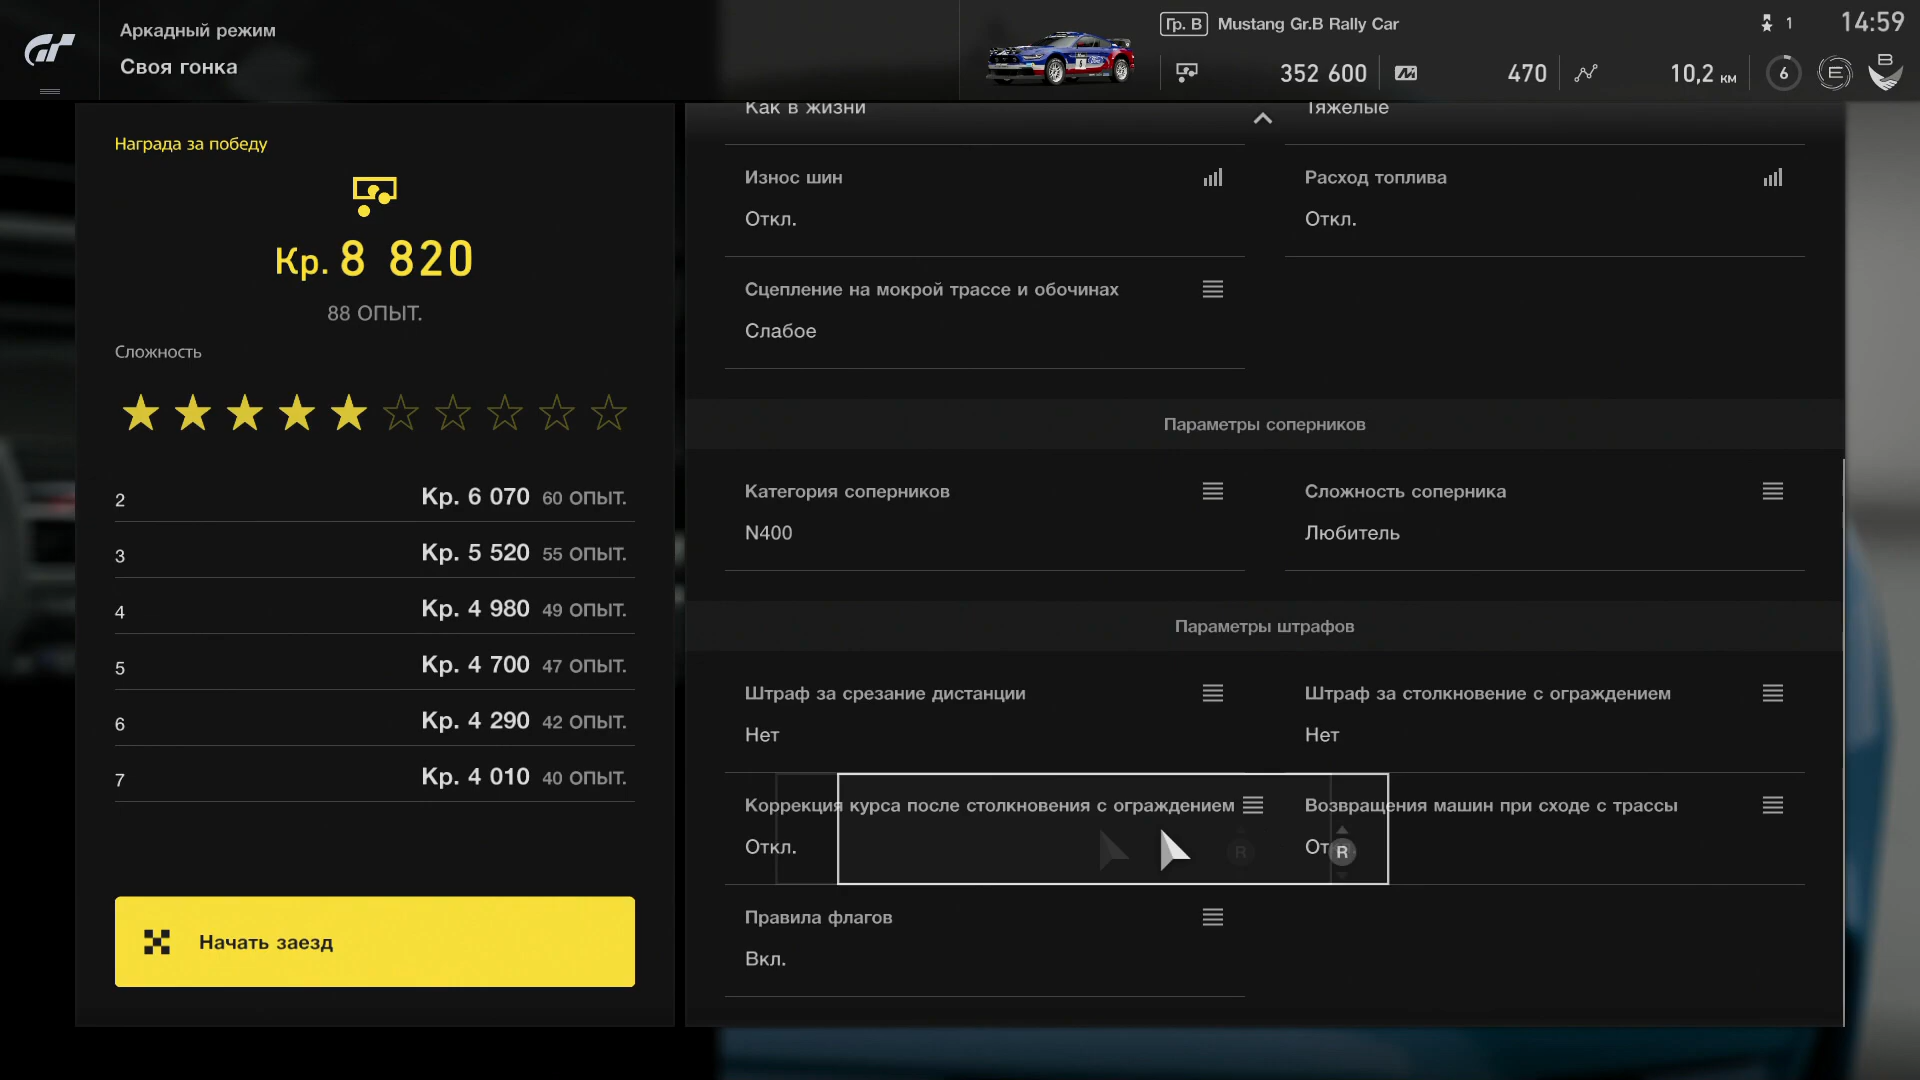 Аркадный режим
Своя гонка
Гр. B Mustang Gr.B Rally Car
1
14:59
352 600
470
10,2 км
6
E
B
Награда за победу
Кр. 8 820
88 ОПЫТ.
Сложность
2 Кр. 6 070 60 ОПЫТ.
3 Кр. 5 520 55 ОПЫТ.
4 Кр. 4 980 49 ОПЫТ.
5 Кр. 4 700 47 ОПЫТ.
6 Кр. 4 290 42 ОПЫТ.
7 Кр. 4 010 40 ОПЫТ.
Начать заезд
Как в жизни
Тяжелые
Износ шин
Откл.
Расход топлива
Откл.
Сцепление на мокрой трассе и обочинах
Слабое
Параметры соперников
Категория соперников
N400
Сложность соперника
Любитель
Параметры штрафов
Штраф за срезание дистанции
Нет
Штраф за столкновение с ограждением
Нет
Коррекция курса после столкновения с ограждением
Откл.
Возвращения машин при сходе с трассы
R
Правила флагов
Вкл.